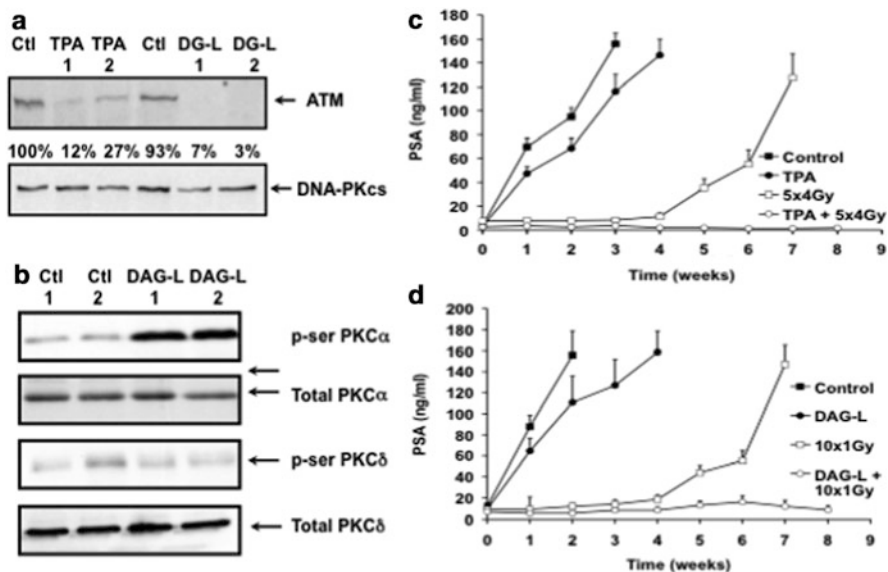 a
Ctl TPA TPA Ctl DG-L DG-L
1 2 1 2
ATM
100% 12% 27% 93% 7% 3%
DNA-PKcs
b
Ctl Ctl DAG-L DAG-L
1 2 1 2
p-ser PKCα
Total PKCα
p-ser PKCδ
Total PKCδ
c
PSA (ng/ml)
180
160
140
120
100
80
60
40
20
0
Control
TPA
5x4Gy
TPA + 5x4Gy
0 1 2 3 4 5 6 7 8 9
Time (weeks)
d
PSA (ng/ml)
200
180
160
140
120
100
80
60
40
20
0
Control
DAG-L
10x1Gy
DAG-L +
10x1Gy
0 1 2 3 4 5 6 7 8 9
Time (weeks)